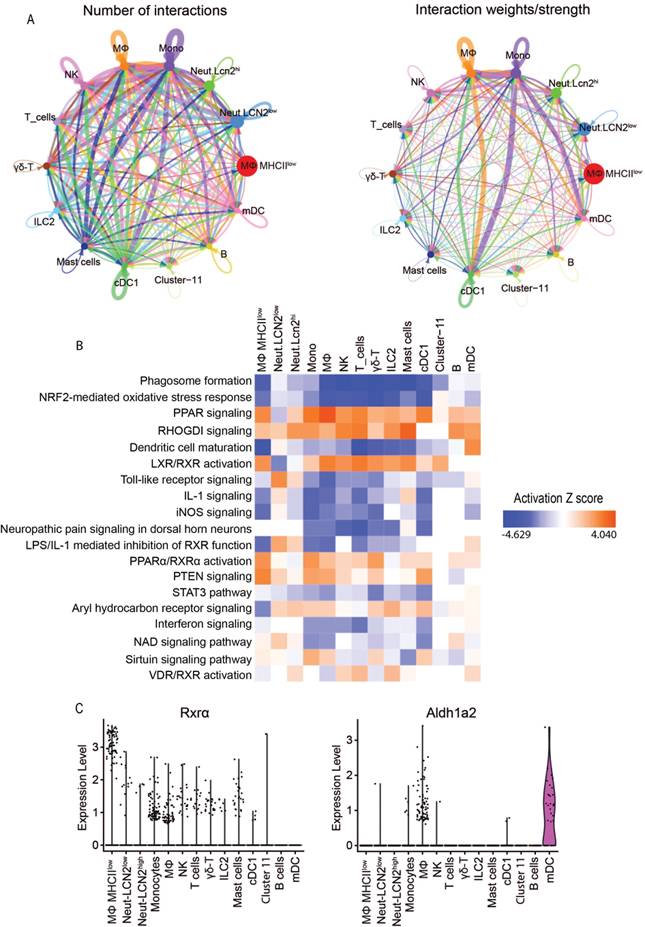 A
Number of interactions
Interaction weights/strength
MΦ
Mono
NK
Neut.Lcn2hi
T_cells
Neut.LCN2low
γδ-T
MΦ MHCIIlow
ILC2
mDC
Mast cells
B
cDC1
Cluster−11
MΦ
Mono
NK
Neut.Lcn2hi
T_cells
Neut.LCN2low
γδ-T
MΦ MHCIIlow
ILC2
mDC
Mast cells
B
cDC1
Cluster−11
B
MΦ MHCIIlow
Neut.LCN2low
Neut.Lcn2hi
Mono
MΦ
NK
T_cells
γδ-T
ILC2
Mast cells
cDC1
Cluster−11
B
mDC
Phagosome formation
NRF2-mediated oxidative stress response
PPAR signaling
RHOGDI signaling
Dendritic cell maturation
LXR/RXR activation
Toll-like receptor signaling
IL-1 signaling
iNOS signaling
Neuropathic pain signaling in dorsal horn neurons
LPS/IL-1 mediated inhibition of RXR function
PPARα/RXRα activation
PTEN signaling
STAT3 pathway
Aryl hydrocarbon receptor signaling
Interferon signaling
NAD signaling pathway
Sirtuin signaling pathway
VDR/RXR activation
Activation Z score
-4.629 4.040
C
Rxrα
Expression Level
3
2
1
0
MΦ MHCIIlow
Neut-LCN2low
Neut-LCN2high
Monocytes
MΦ
NK
T cells
γδ-T
ILC2
Mast cells
cDC1
Cluster 11
B cells
mDC
Aldh1a2
Expression Level
3
2
1
0
MΦ MHCIIlow
Neut-LCN2low
Neut-LCN2high
Monocytes
MΦ
NK
T cells
γδ-T
ILC2
Mast cells
cDC1
Cluster 11
B cells
mDC